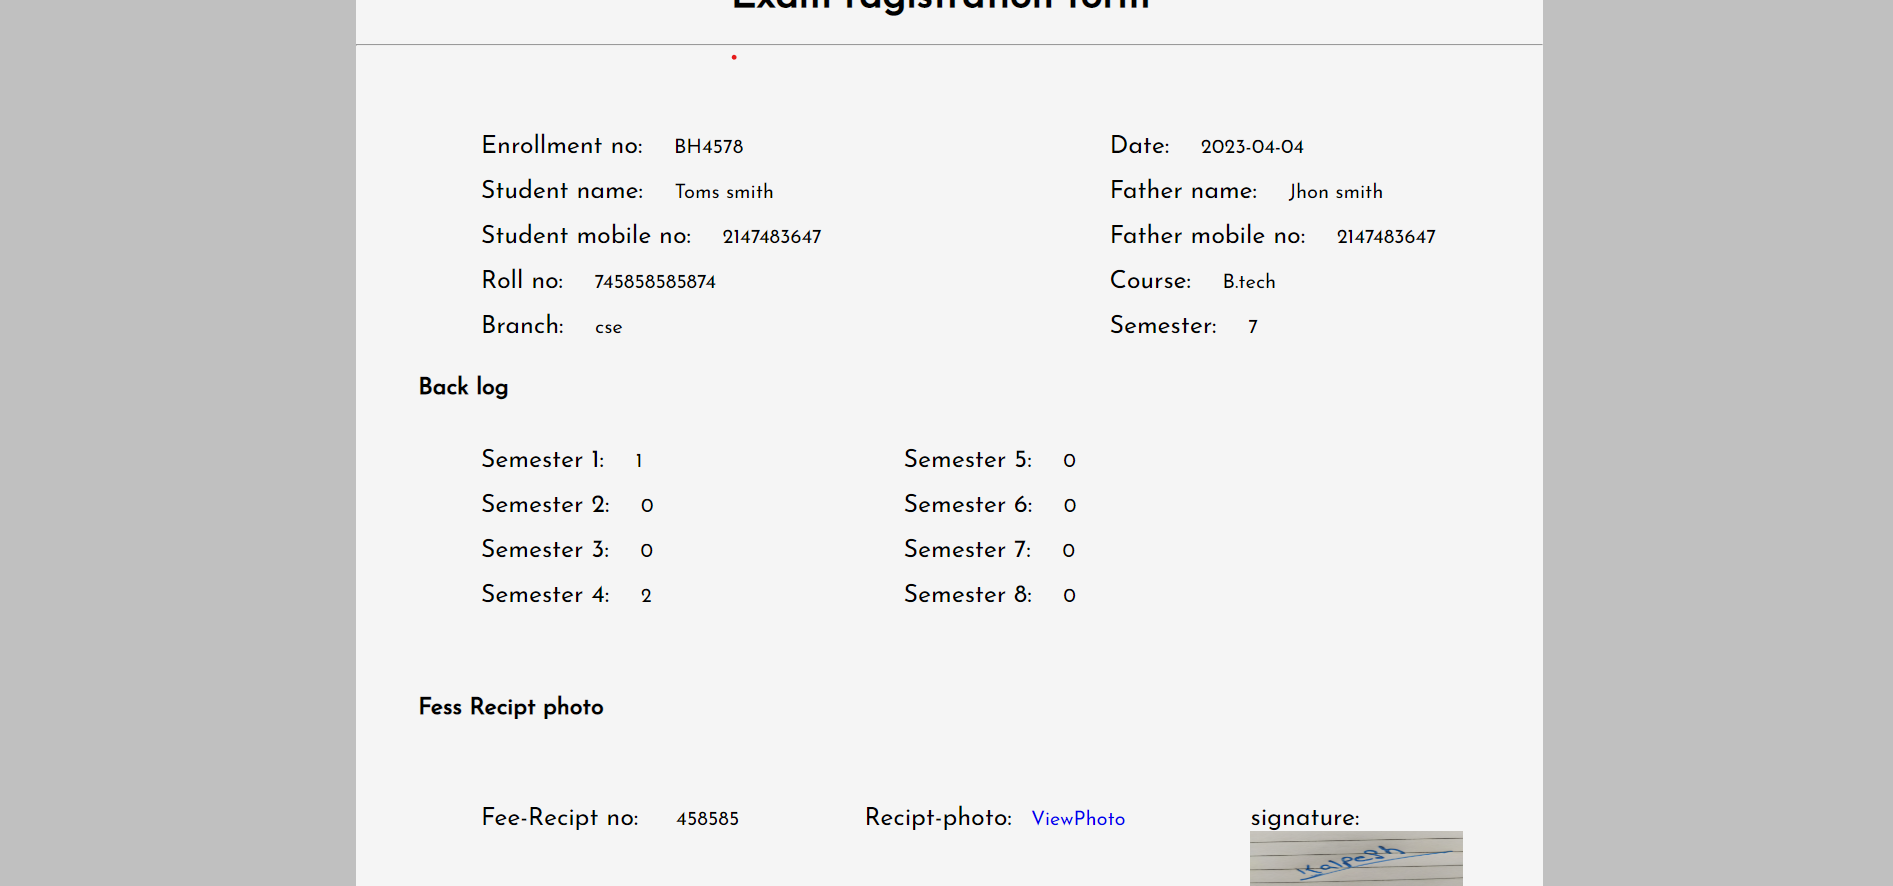 Exam ragistration form
Enrollment no: BH4578 Date: 2023-04-04
Student name: Toms smith Father name: Jhon smith
Student mobile no: 2147483647 Father mobile no: 2147483647
Roll no: 745858585874 Course: B.tech
Branch: cse Semester: 7
Back log
Semester 1: 1 Semester 5: 0
Semester 2: 0 Semester 6: 0
Semester 3: 0 Semester 7: 0
Semester 4: 2 Semester 8: 0
Fess Recipt photo
Fee-Recipt no: 458585 Recipt-photo: ViewPhoto signature:
Kalpesh